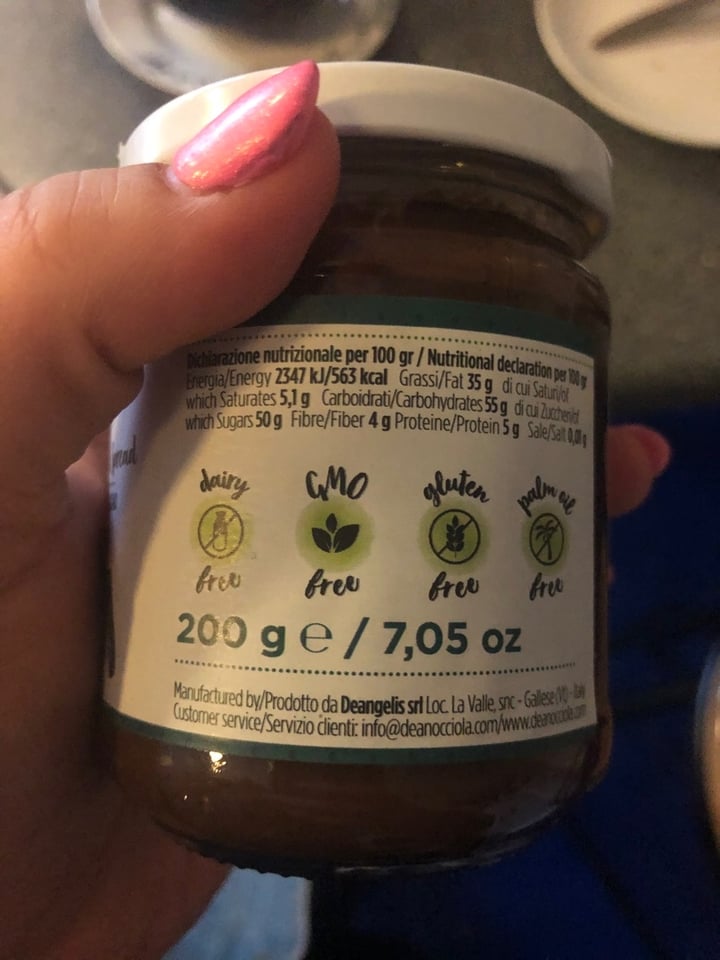 pread
Dichiarazione nutrizionale per 100 gr / Nutritional declaration per 100 gr
Energia/Energy 2347 kJ/563 kcal Grassi/Fat 35 g di cui Saturi/of
which Saturates 5,1 g Carboidrati/Carbohydrates 55 g di cui Zuccheri/of
which Sugars 50 g Fibre/Fiber 4 g Proteine/Protein 5 g Sale/Salt 0,01 g
dairy free
GMO free
gluten free
palm oil free
200 g e / 7,05 oz
Manufactured by/Prodotto da Deangelis srl Loc. La Valle, snc - Gallese (Vt) - Italy
Customer service/Servizio clienti: info@deanocciola.com/www.deanocciola.com